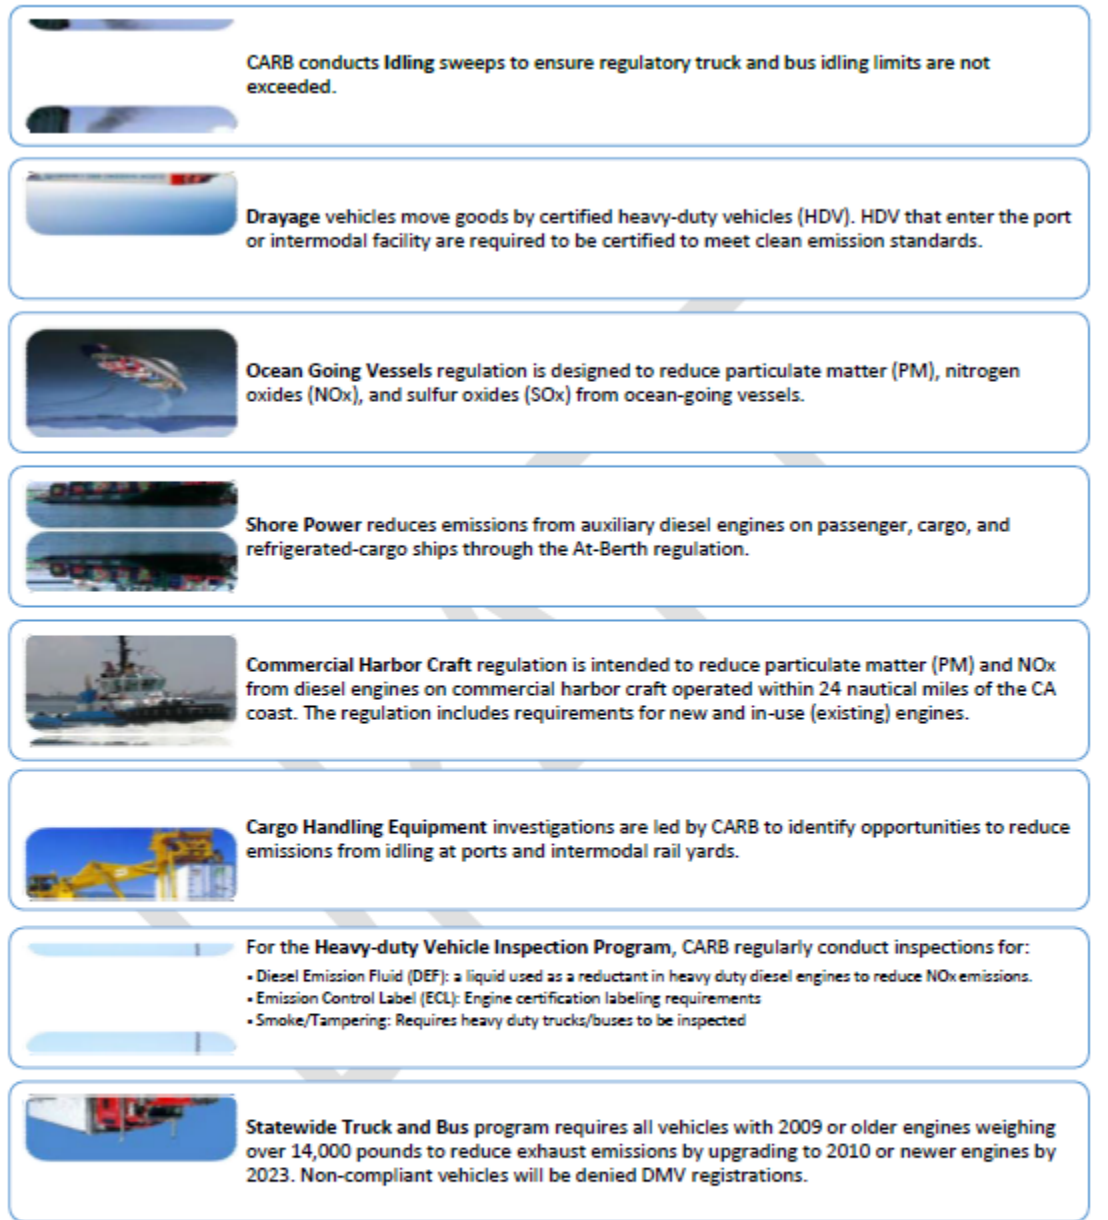 CARB conducts Idling sweeps to ensure regulatory truck and bus idling limits are not
exceeded.
Drayage vehicles move goods by certified heavy-duty vehicles (HDV). HDV that enter the port
or intermodal facility are required to be certified to meet clean emission standards.
Ocean Going Vessels regulation is designed to reduce particulate matter (PM), nitrogen
oxides (NOx), and sulfur oxides (SOx) from ocean-going vessels.
Shore Power reduces emissions from auxiliary diesel engines on passenger, cargo, and
refrigerated-cargo ships through the At-Berth regulation.
Commercial Harbor Craft regulation is intended to reduce particulate matter (PM) and NOx
from diesel engines on commercial harbor craft operated within 24 nautical miles of the CA
coast. The regulation includes requirements for new and in-use (existing) engines.
Cargo Handling Equipment investigations are led by CARB to identify opportunities to reduce
emissions from idling at ports and intermodal rail yards.
For the Heavy-duty Vehicle Inspection Program, CARB regularly conduct inspections for:
• Diesel Emission Fluid (DEF): a liquid used as a reductant in heavy duty diesel engines to reduce NOx emissions.
• Emission Control Label (ECL): Engine certification labeling requirements
• Smoke/Tampering: Requires heavy duty trucks/buses to be inspected
Statewide Truck and Bus program requires all vehicles with 2009 or older engines weighing
over 14,000 pounds to reduce exhaust emissions by upgrading to 2010 or newer engines by
2023. Non-compliant vehicles will be denied DMV registrations.